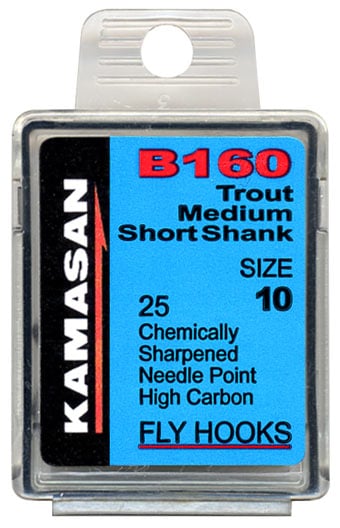 KAMASAN
B160
Trout
Medium
Short Shank
SIZE
10
25
Chemically
Sharpened
Needle Point
High Carbon
FLY HOOKS